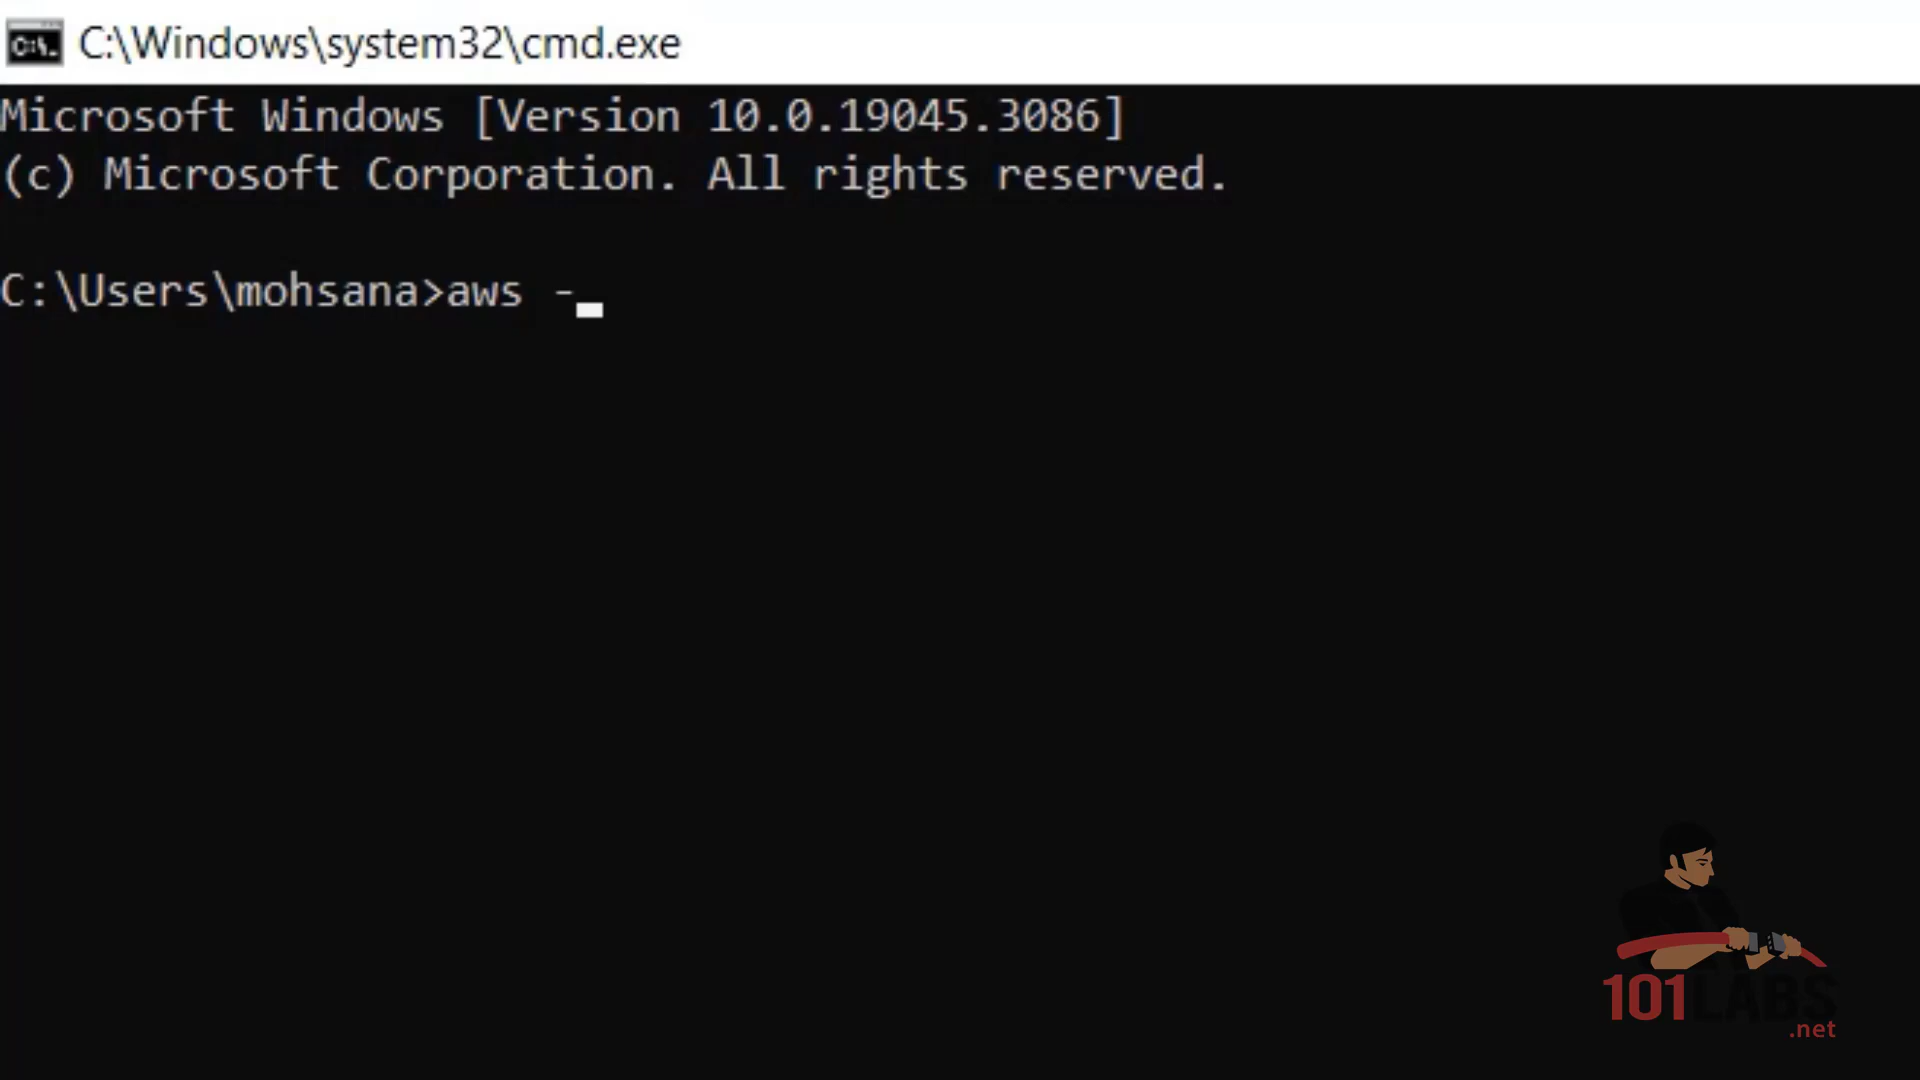 C:\Windows\system32\cmd.exe
Microsoft Windows [Version 10.0.19045.3086]
(c) Microsoft Corporation. All rights reserved.
C:\Users\mohsana>aws -
101LABS
.net